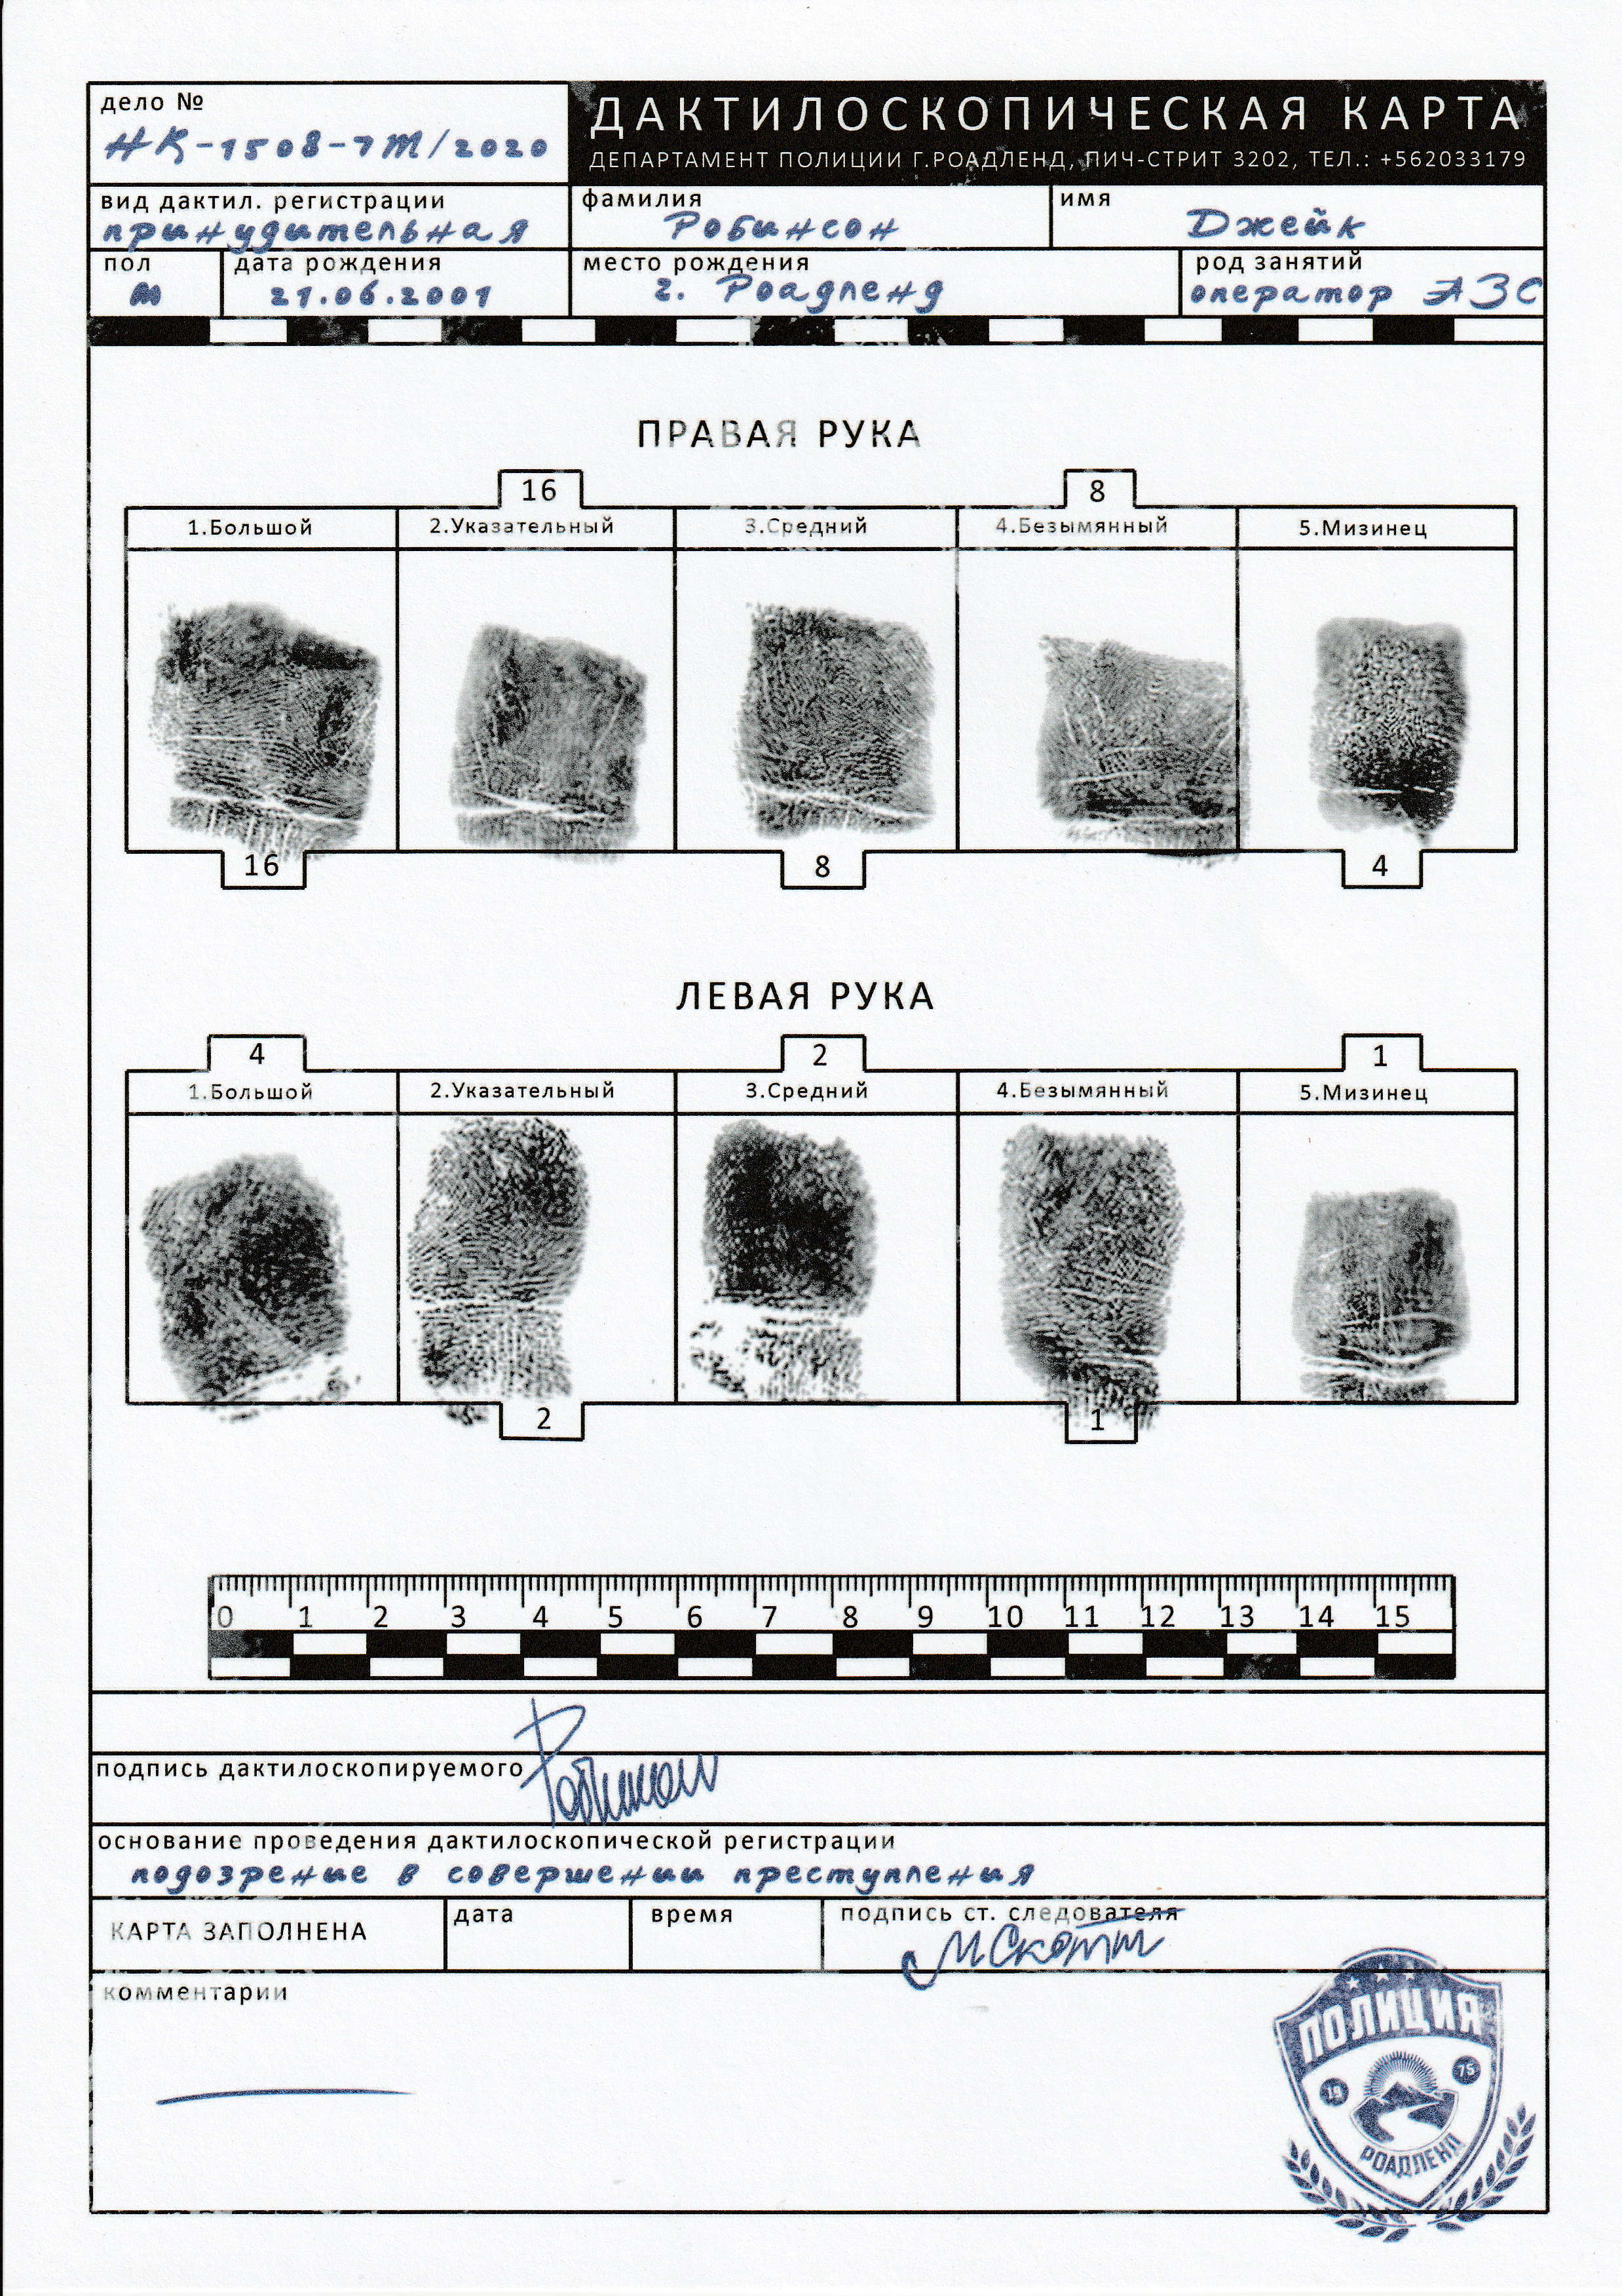 дело №
НК-1508-7М/2020
ДАКТИЛОСКОПИЧЕСКАЯ КАРТА
ДЕПАРТАМЕНТ ПОЛИЦИИ Г.РОАДЛЕНД, ПИЧ-СТРИТ 3202, ТЕЛ.: +562033179
вид дактил. регистрации
принудительная
фамилия
Робинсон
имя
Джейк
пол
м
дата рождения
21.06.2001
место рождения
г. Роадленд
род занятий
оператор АЗС
ПРАВАЯ РУКА
16 8
1.Большой 2.Указательный 3.Средний 4.Безымянный 5.Мизинец
16 8 4
ЛЕВАЯ РУКА
4 2 1
1.Большой 2.Указательный 3.Средний 4.Безымянный 5.Мизинец
2 1
0 1 2 3 4 5 6 7 8 9 10 11 12 13 14 15
подпись дактилоскопируемого
Робинсон
основание проведения дактилоскопической регистрации
подозрение в совершении преступления
КАРТА ЗАПОЛНЕНА
дата
время
подпись ст. следователя
МСкотт
комментарии
ПОЛИЦИЯ
19 75
РОАДЛЕНД